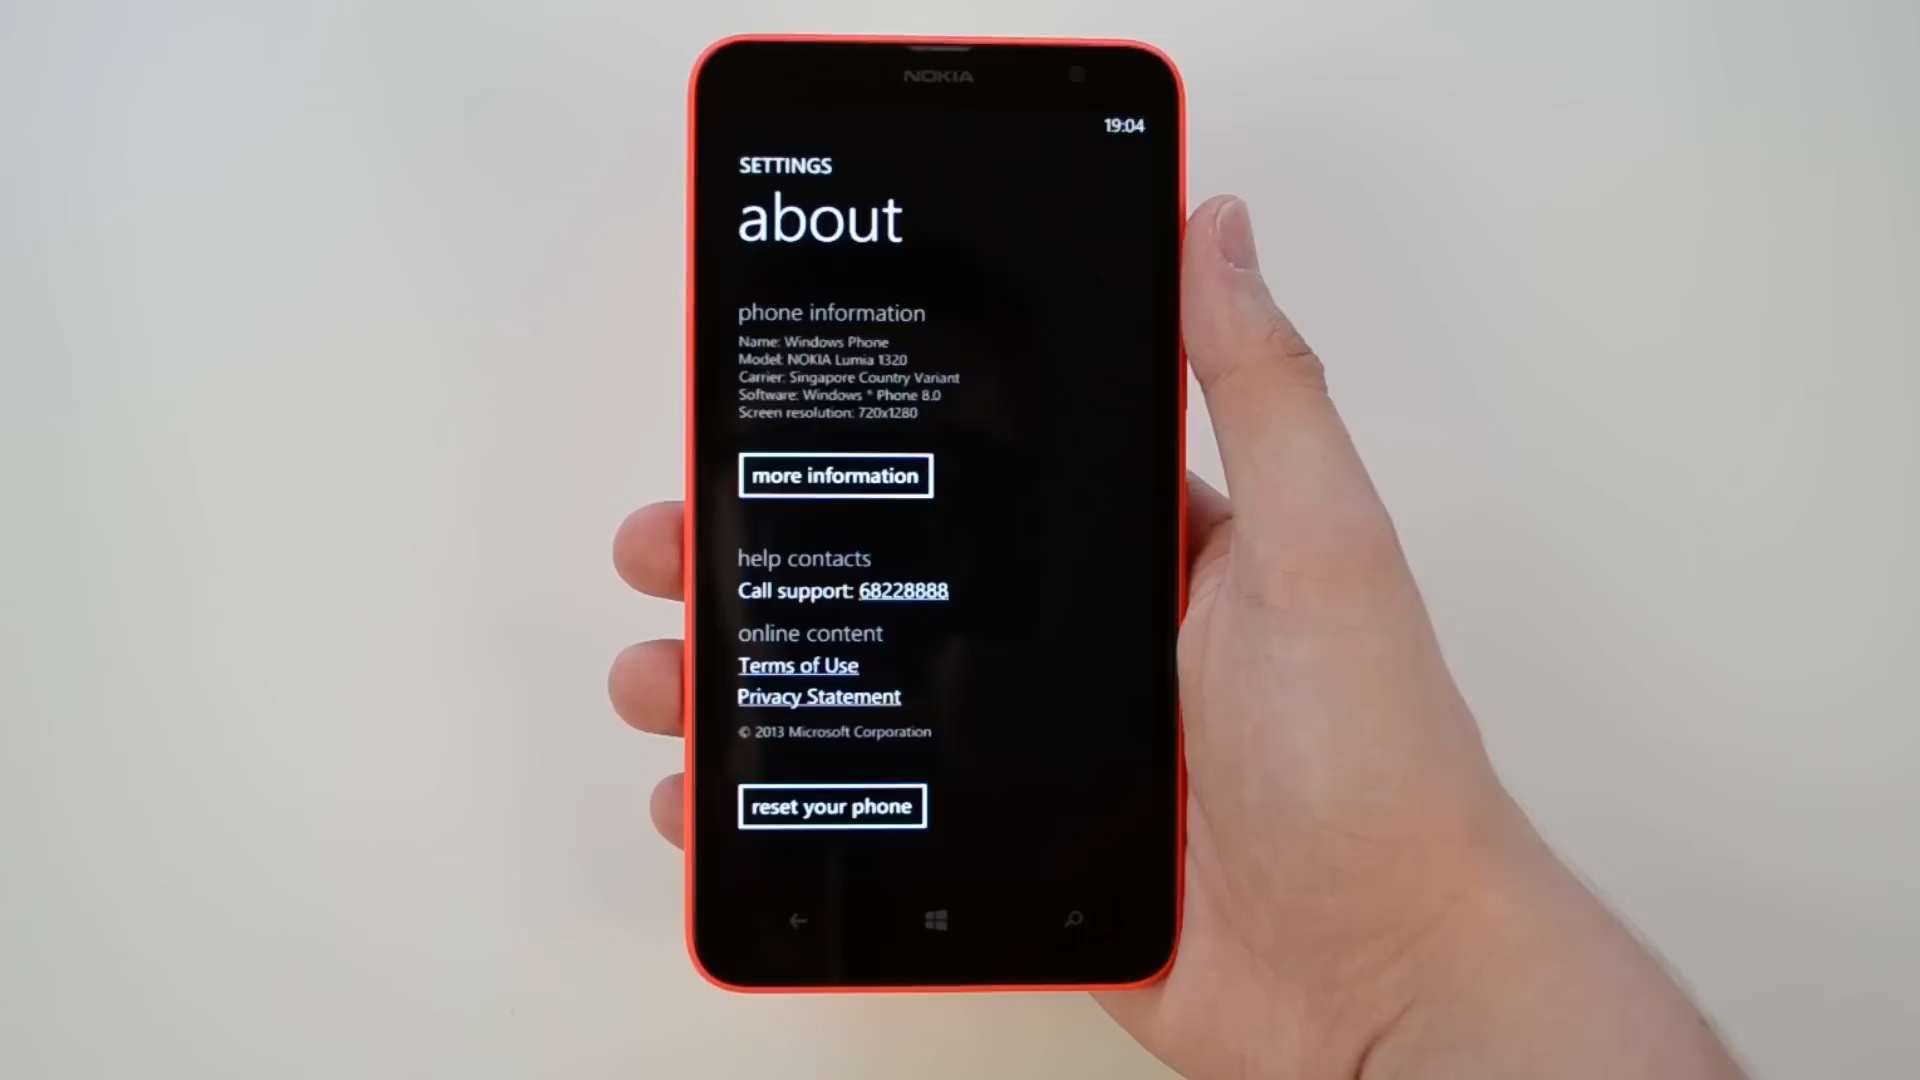 NOKIA
19:04
SETTINGS
about
phone information
Name: Windows Phone
Model: NOKIA Lumia 1320
Carrier: Singapore Country Variant
Software: Windows ® Phone 8.0
Screen resolution: 720x1280
more information
help contacts
Call support: 68228888
online content
Terms of Use
Privacy Statement
© 2013 Microsoft Corporation
reset your phone